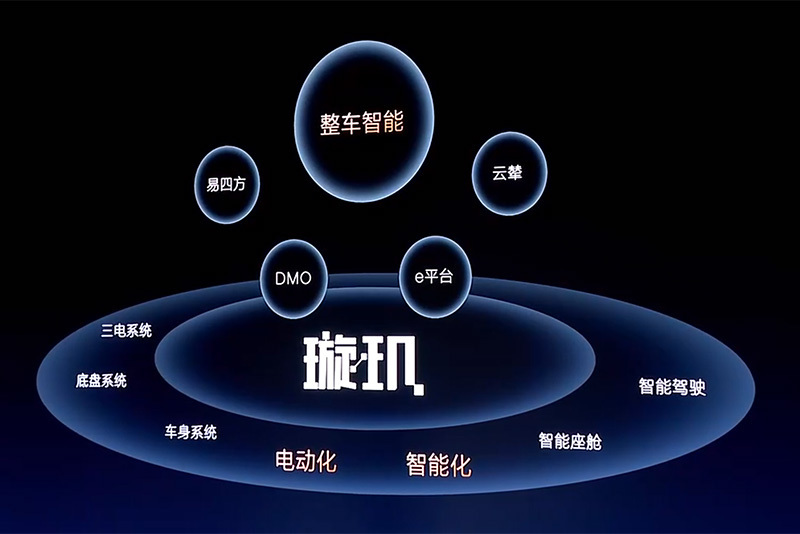 整车智能
易四方
云辇
DMO
e平台
三电系统
璇玑
底盘系统
智能驾驶
车身系统
智能座舱
电动化
智能化